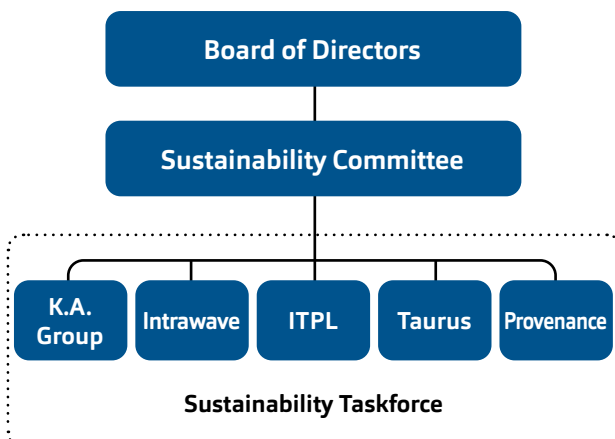 Board of Directors
Sustainability Committee
K.A.
Group
Intrawave
ITPL
Taurus
Provenance
Sustainability Taskforce